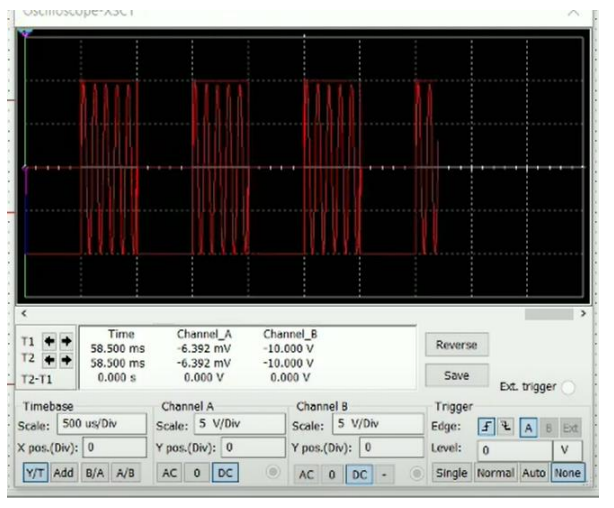 Oscilloscope-XSC1
Time Channel_A Channel_B
T1 58.500 ms -6.392 mV -10.000 V
T2 58.500 ms -6.392 mV -10.000 V
T2-T1 0.000 s 0.000 V 0.000 V
Reverse
Save
Ext. trigger
Timebase Channel A Channel B Trigger
Scale: 500 us/Div Scale: 5 V/Div Scale: 5 V/Div Edge: A B Ext
X pos.(Div): 0 Y pos.(Div): 0 Y pos.(Div): 0 Level: 0 V
Y/T Add B/A A/B AC 0 DC AC 0 DC - Single Normal Auto None